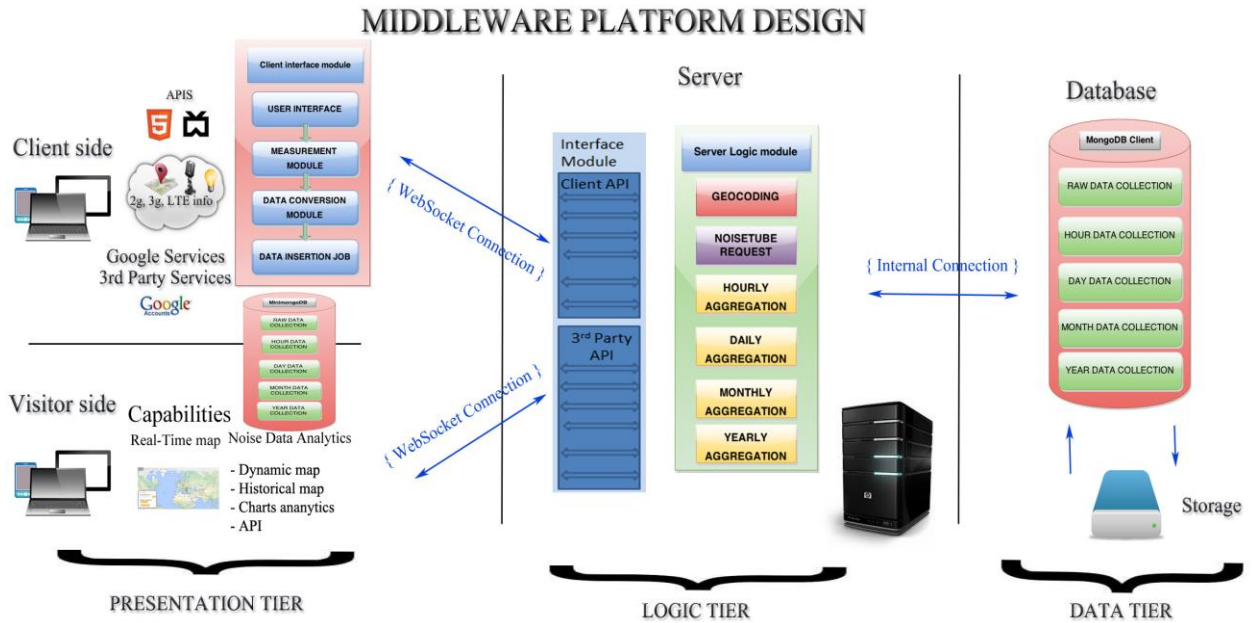 MIDDLEWARE PLATFORM DESIGN
Client side
APIS
5
2g, 3g, LTE info
Google Services
3rd Party Services
Google
Accounts
Client interface module
USER INTERFACE
MEASUREMENT
MODULE
DATA CONVERSION
MODULE
DATA INSERTION JOB
MinimongoDB
RAW DATA
COLLECTION
HOUR DATA
COLLECTION
DAY DATA
COLLECTION
MONTH DATA
COLLECTION
YEAR DATA
COLLECTION
Visitor side
Capabilities
Real-Time map
Noise Data Analytics
- Dynamic map
- Historical map
- Charts ananytics
- API
PRESENTATION TIER
{ WebSocket Connection }
{ WebSocket Connection }
Server
Interface
Module
Client API
3rd Party
API
Server Logic module
GEOCODING
NOISETUBE
REQUEST
HOURLY
AGGREGATION
DAILY
AGGREGATION
MONTHLY
AGGREGATION
YEARLY
AGGREGATION
LOGIC TIER
{ Internal Connection }
Database
MongoDB Client
RAW DATA COLLECTION
HOUR DATA COLLECTION
DAY DATA COLLECTION
MONTH DATA COLLECTION
YEAR DATA COLLECTION
Storage
DATA TIER